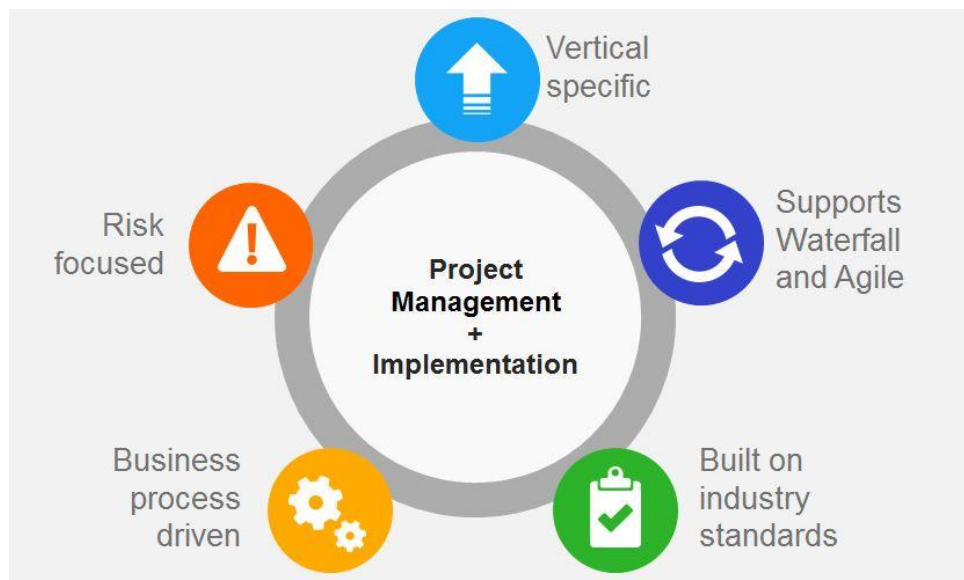 Vertical
specific
Supports
Waterfall
and Agile
Built on
industry
standards
Business
process
driven
Risk
focused
Project
Management
+
Implementation